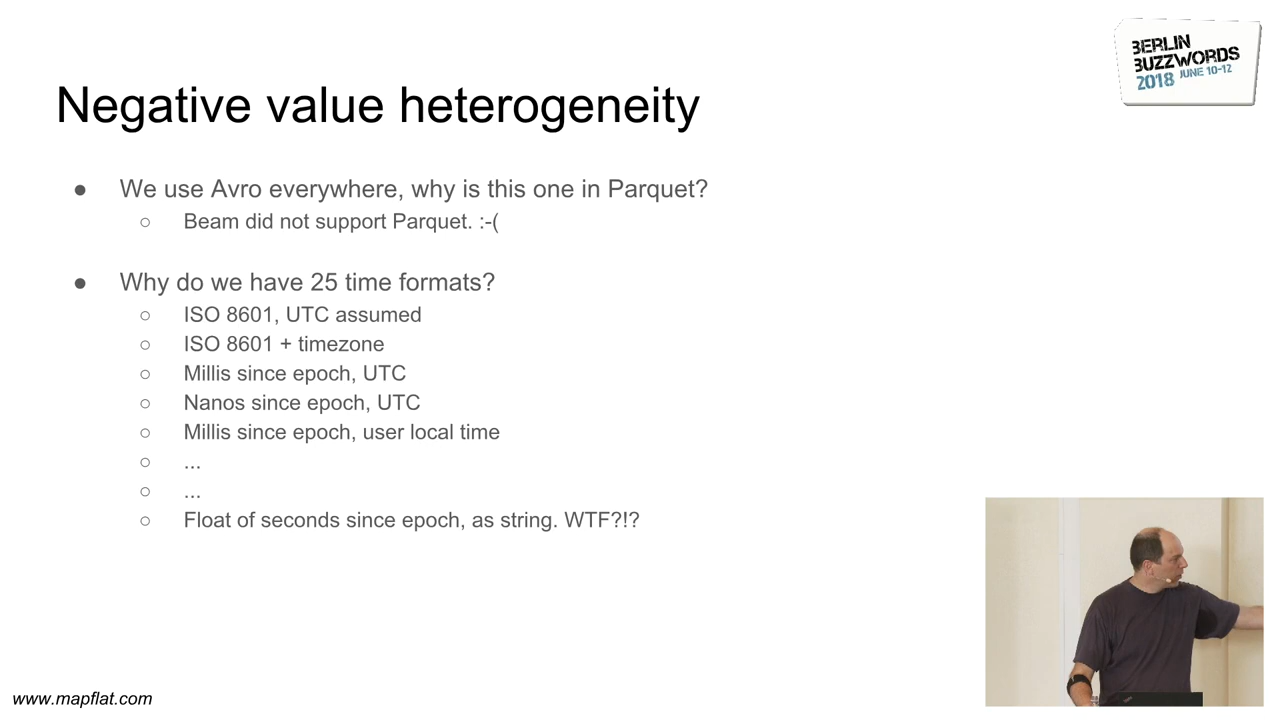 BERLIN
BUZZWORDS
2018 JUNE 10-12
Negative value heterogeneity
● We use Avro everywhere, why is this one in Parquet?
○ Beam did not support Parquet. :-(
● Why do we have 25 time formats?
○ ISO 8601, UTC assumed
○ ISO 8601 + timezone
○ Millis since epoch, UTC
○ Nanos since epoch, UTC
○ Millis since epoch, user local time
○ ...
○ ...
○ Float of seconds since epoch, as string. WTF?!?
www.mapflat.com